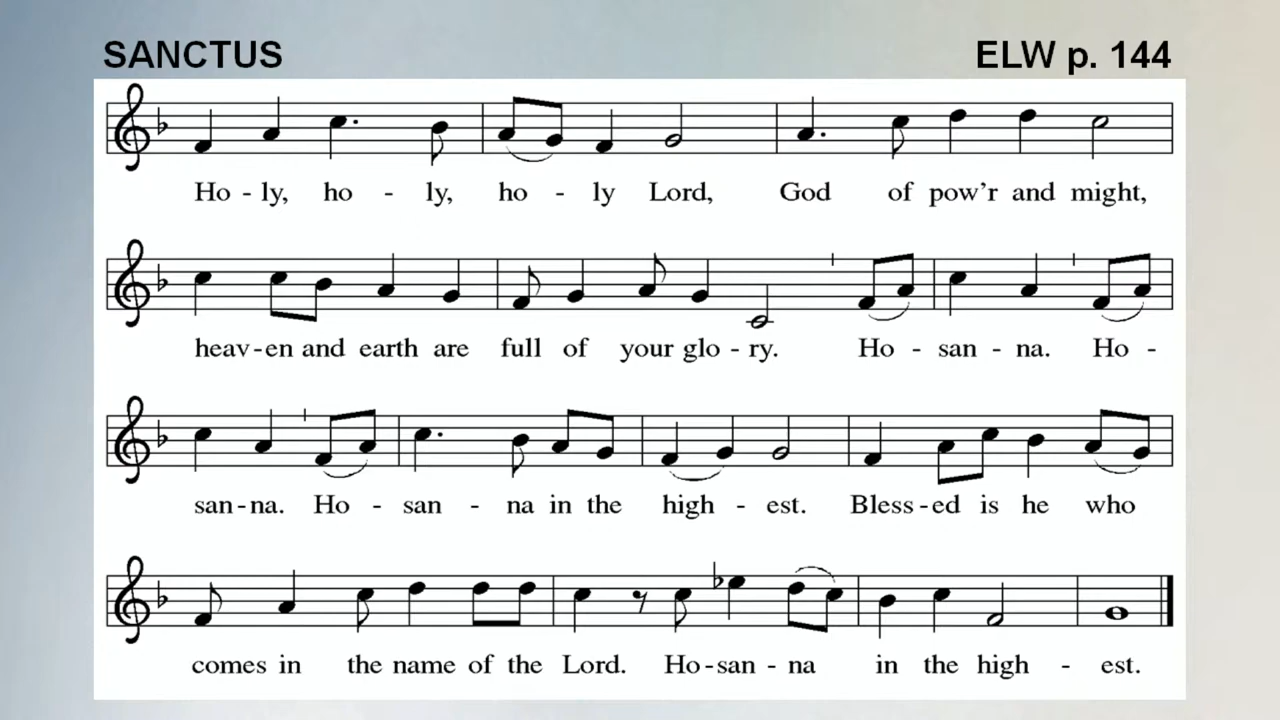 SANCTUS ELW p. 144
Ho - ly, ho - ly, ho - ly Lord, God of pow'r and might,
heav - en and earth are full of your glo - ry. Ho - san - na. Ho -
san - na. Ho - san - na in the high - est. Bless - ed is he who
comes in the name of the Lord. Ho - san - na in the high - est.